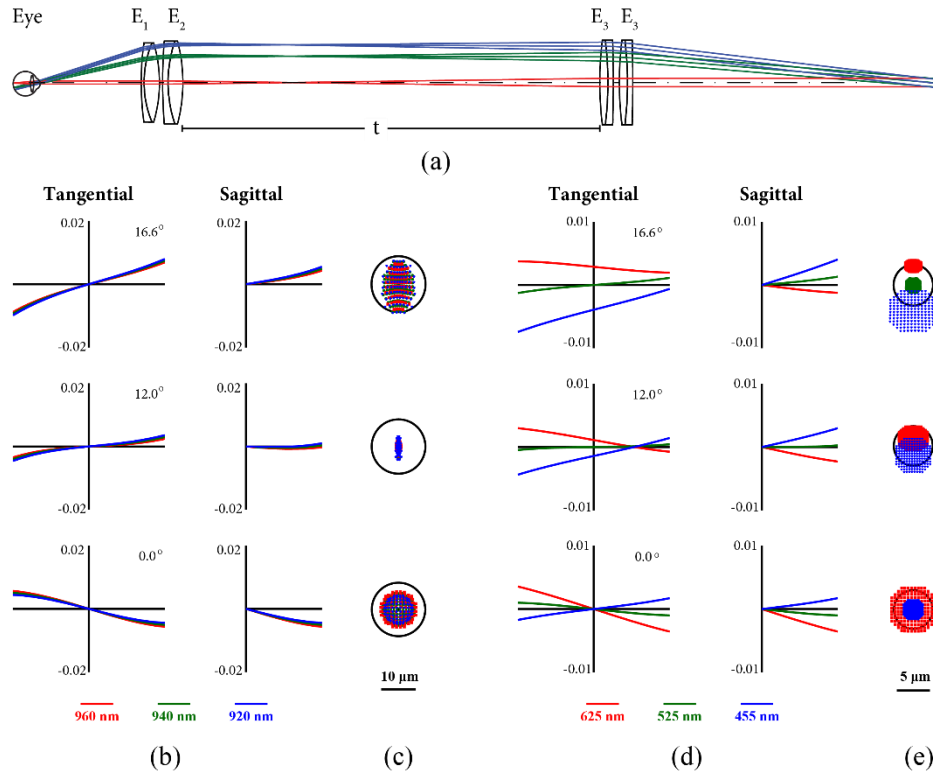 Eye E1 E2 E3 E3
t
(a)
Tangential Sagittal Tangential Sagittal
0.02 0.02 0.01 0.01
16.6° 16.6°
-0.02 -0.02 -0.01 -0.01
0.02 0.02 0.01 0.01
12.0° 12.0°
-0.02 -0.02 -0.01 -0.01
0.02 0.02 0.01 0.01
0.0° 0.0°
-0.02 -0.02 -0.01 -0.01
10 µm 5 µm
960 nm 940 nm 920 nm 625 nm 525 nm 455 nm
(b) (c) (d) (e)